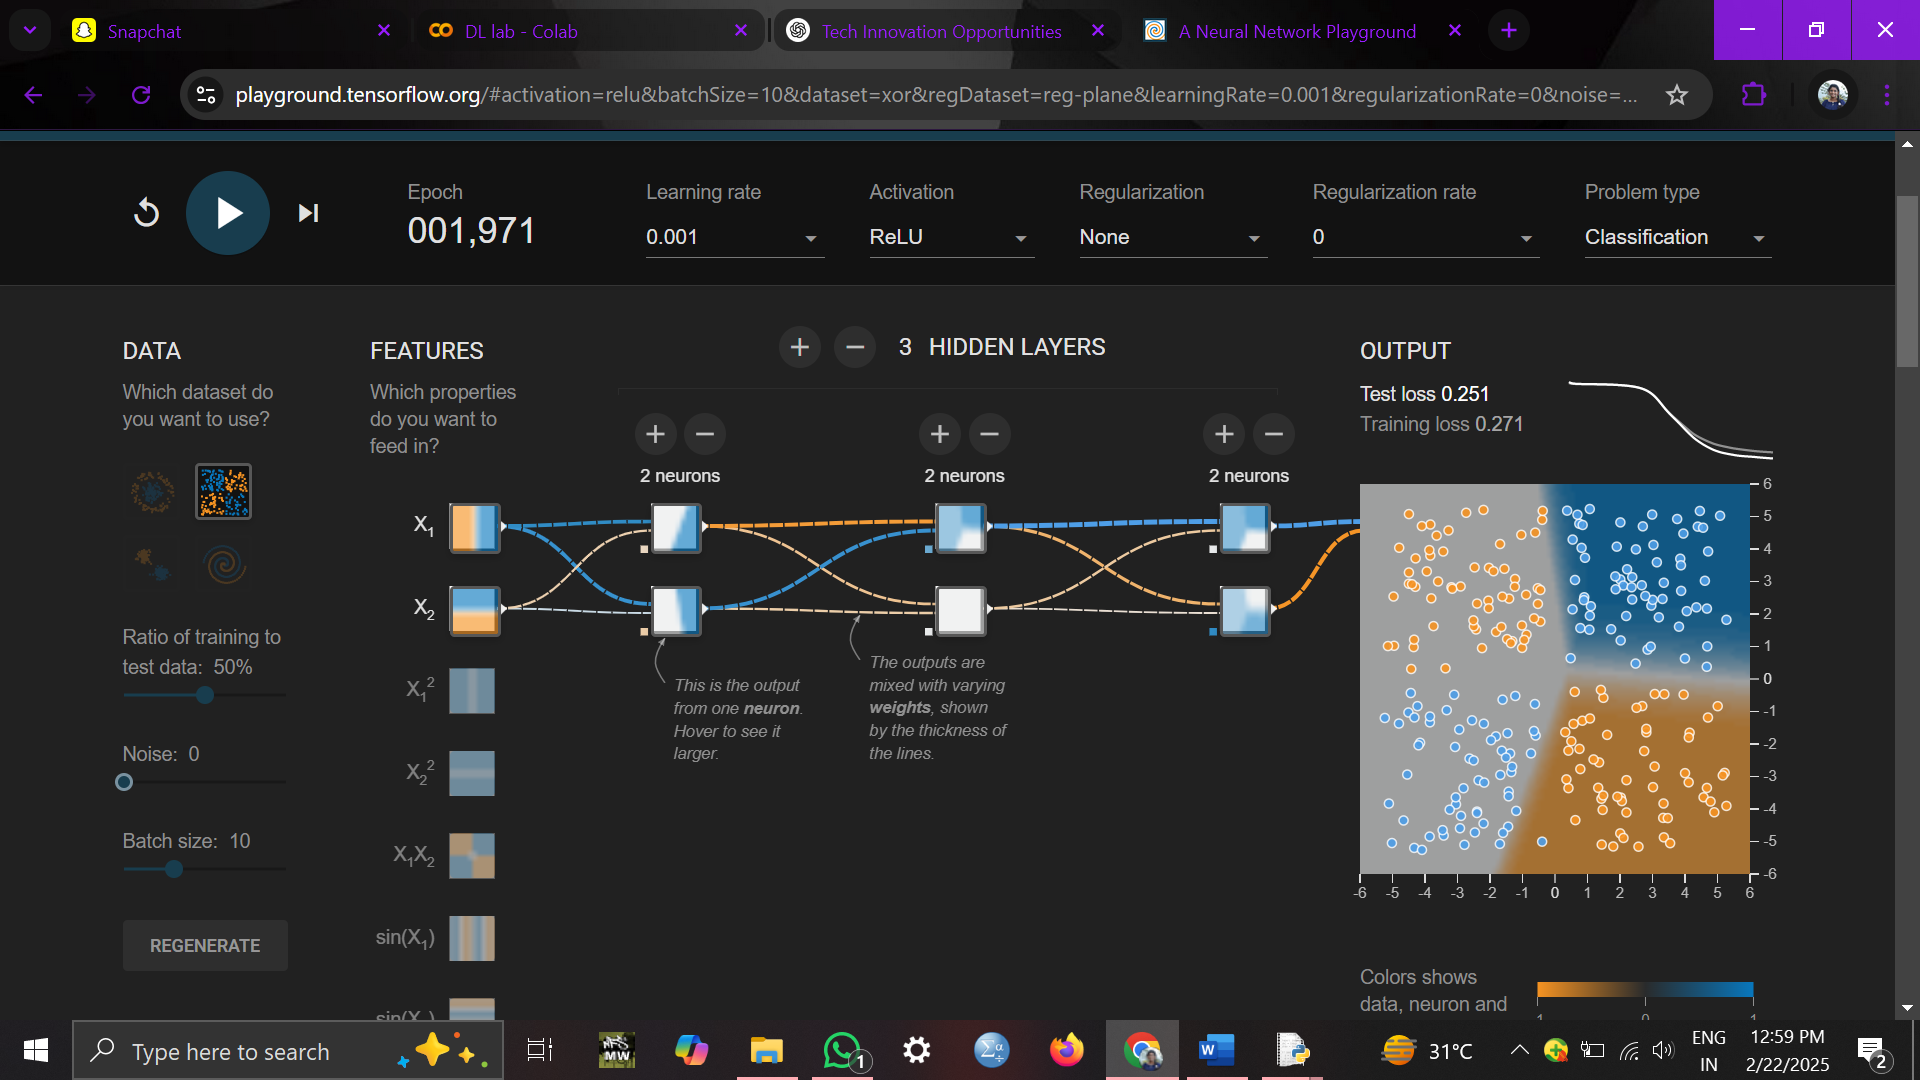 Snapchat
DL lab - Colab
Tech Innovation Opportunities
A Neural Network Playground
playground.tensorflow.org/#activation=relu&batchSize=10&dataset=xor&regDataset=reg-plane&learningRate=0.001&regularizationRate=0&noise=...
Epoch
001,971
Learning rate
0.001
Activation
ReLU
Regularization
None
Regularization rate
0
Problem type
Classification
DATA
Which dataset do
you want to use?
Ratio of training to
test data: 50%
Noise: 0
Batch size: 10
REGENERATE
FEATURES
Which properties
do you want to
feed in?
X1
X2
X1²
X2²
X1X2
sin(X1)
sin(X
+ − 3 HIDDEN LAYERS
+ −
2 neurons
+ −
2 neurons
+ −
2 neurons
This is the output
from one neuron.
Hover to see it
larger.
The outputs are
mixed with varying
weights, shown
by the thickness of
the lines.
OUTPUT
Test loss 0.251
Training loss 0.271
6
5
4
3
2
1
0
-1
-2
-3
-4
-5
-6
-6 -5 -4 -3 -2 -1 0 1 2 3 4 5 6
Colors shows
data, neuron and
1 0 1
Type here to search
MW
1
Σα
W
31°C
ENG
IN
12:59 PM
2/22/2025
2